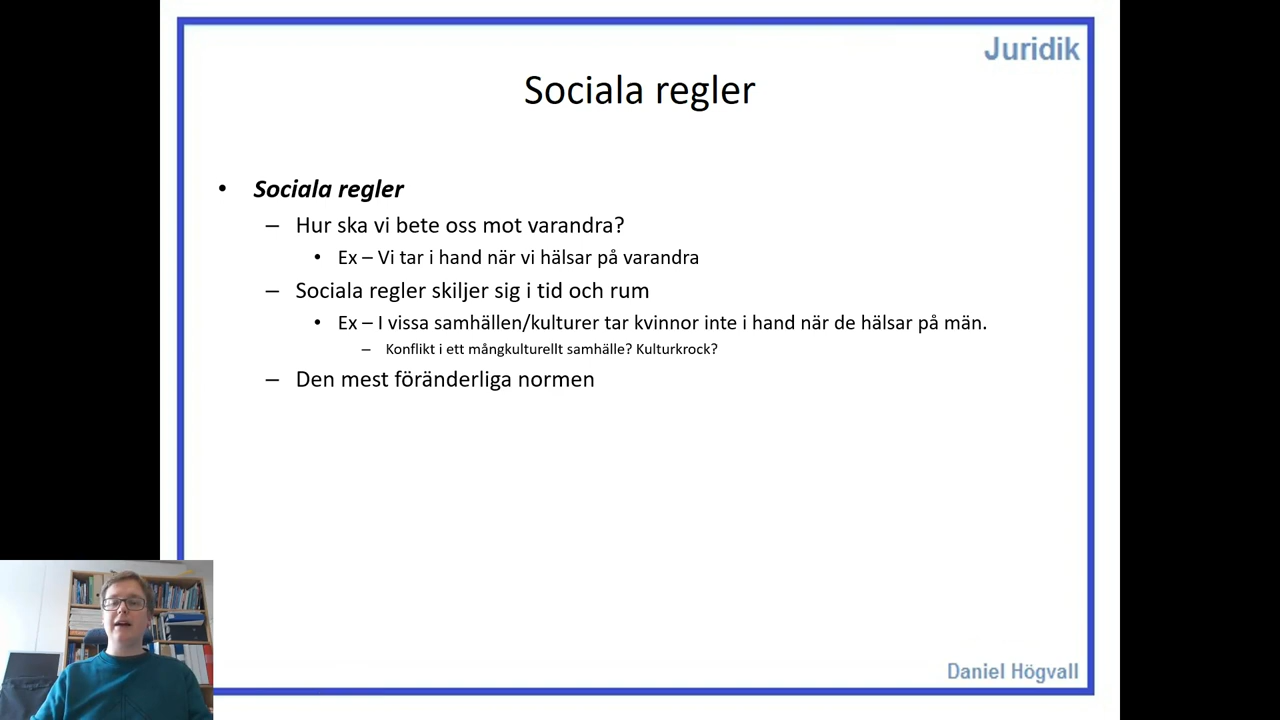 Juridik
Sociala regler
• Sociala regler
– Hur ska vi bete oss mot varandra?
• Ex – Vi tar i hand när vi hälsar på varandra
– Sociala regler skiljer sig i tid och rum
• Ex – I vissa samhällen/kulturer tar kvinnor inte i hand när de hälsar på män.
– Konflikt i ett mångkulturellt samhälle? Kulturkrock?
– Den mest föränderliga normen
Daniel Högvall